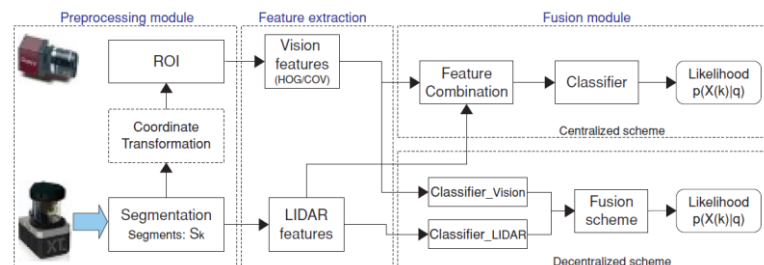 Preprocessing module
Feature extraction
Fusion module
ROI
Vision
features
(HOG/COV)
Feature
Combination
Classifier
Likelihood
p(X(k)|q)
Coordinate
Transformation
Centralized scheme
Segmentation
Segments: Sk
LIDAR
features
Classifier_Vision
Classifier_LIDAR
Fusion
scheme
Likelihood
p(X(k)|q)
Decentralized scheme